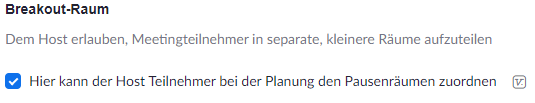 Breakout-Raum
Dem Host erlauben, Meetingteilnehmer in separate, kleinere Räume aufzuteilen
Hier kann der Host Teilnehmer bei der Planung den Pausenräumen zuordnen